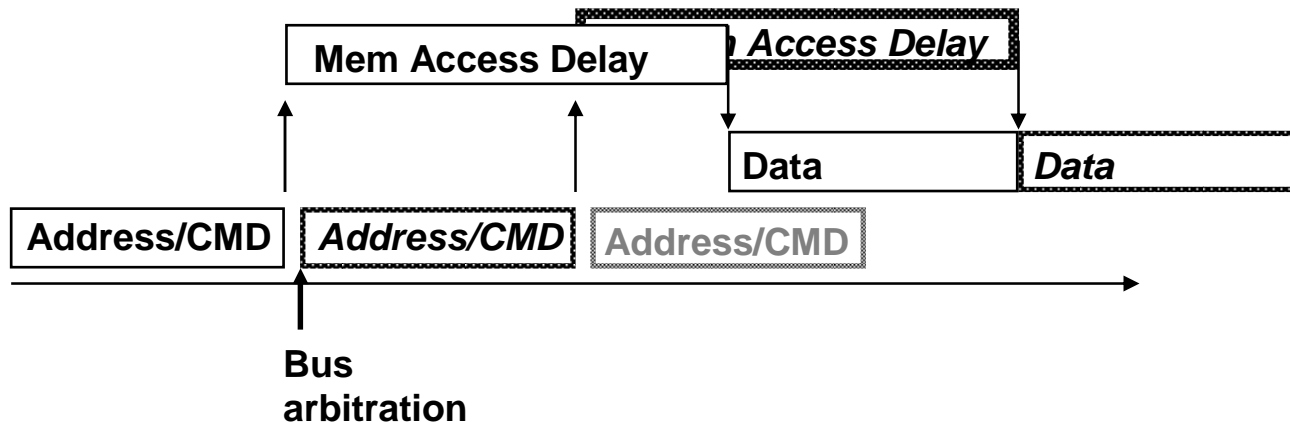 Access Delay
Mem Access Delay
Data
Data
Address/CMD
Address/CMD
Address/CMD
Bus
arbitration